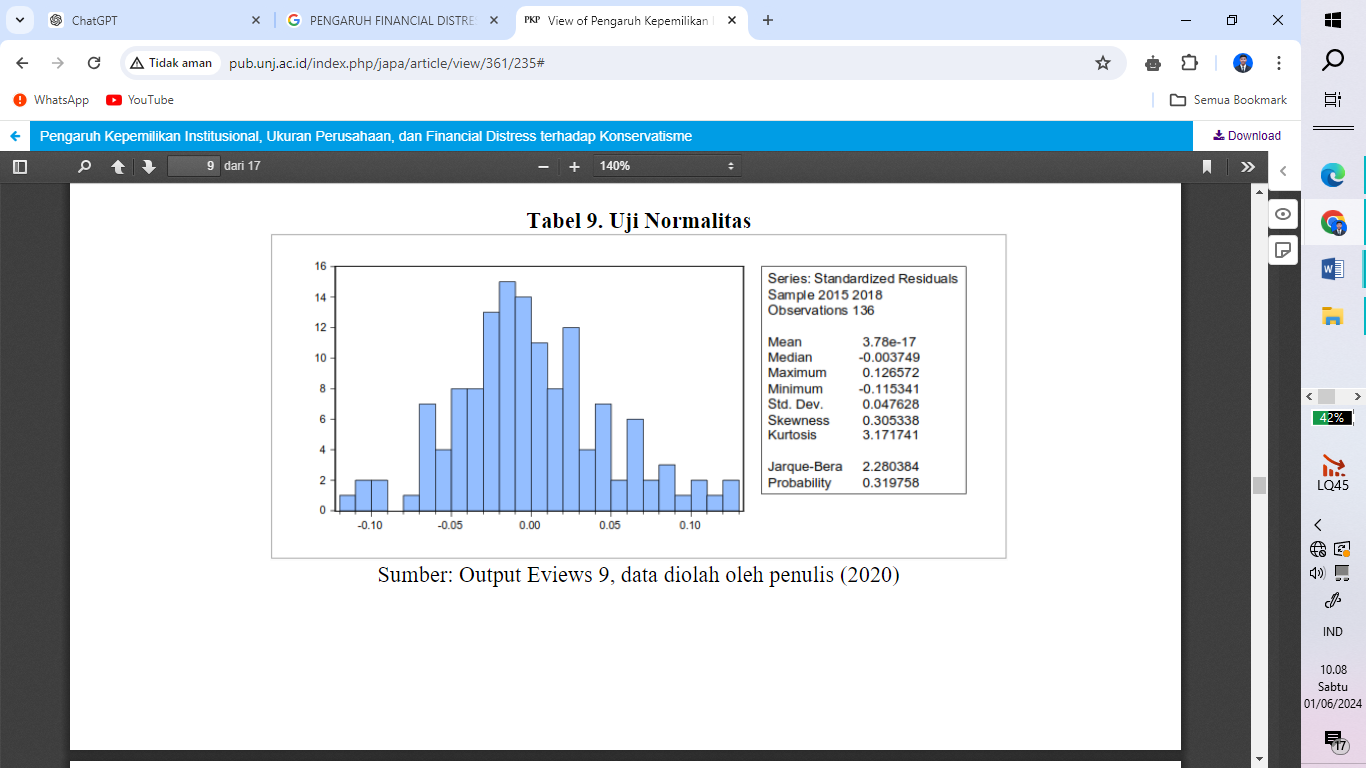 ChatGPT
PENGARUH FINANCIAL DISTRE
PKP View of Pengaruh Kepemilikan
Tidak aman
pub.unj.ac.id/index.php/japa/article/view/361/235#
WhatsApp
YouTube
Semua Bookmark
Pengaruh Kepemilikan Institusional, Ukuran Perusahaan, dan Financial Distress terhadap Konservatisme
Download
9 dari 17
140%
Tabel 9. Uji Normalitas
16
14
12
10
8
6
4
2
0
-0.10 -0.05 0.00 0.05 0.10
Series: Standardized Residuals
Sample 2015 2018
Observations 136
Mean 3.78e-17
Median -0.003749
Maximum 0.126572
Minimum -0.115341
Std. Dev. 0.047628
Skewness 0.305338
Kurtosis 3.171741
Jarque-Bera 2.280384
Probability 0.319758
Sumber: Output Eviews 9, data diolah oleh penulis (2020)
42%
LQ45
IND
10.08
Sabtu
01/06/2024
17